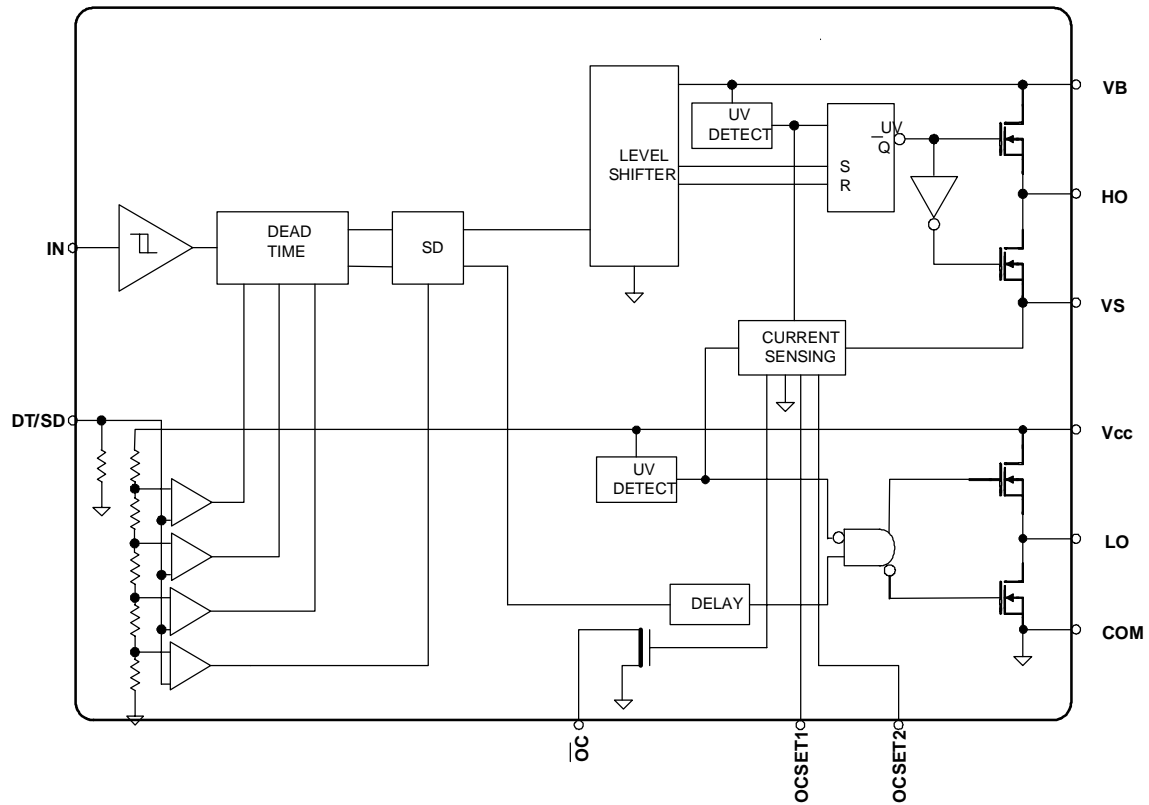 VB
UV
DETECT
UV
Q
LEVEL
SHIFTER
S
R
HO
IN
DEAD
TIME
SD
VS
CURRENT
SENSING
DT/SD
Vcc
UV
DETECT
LO
DELAY
COM
OC
OCSET1
OCSET2